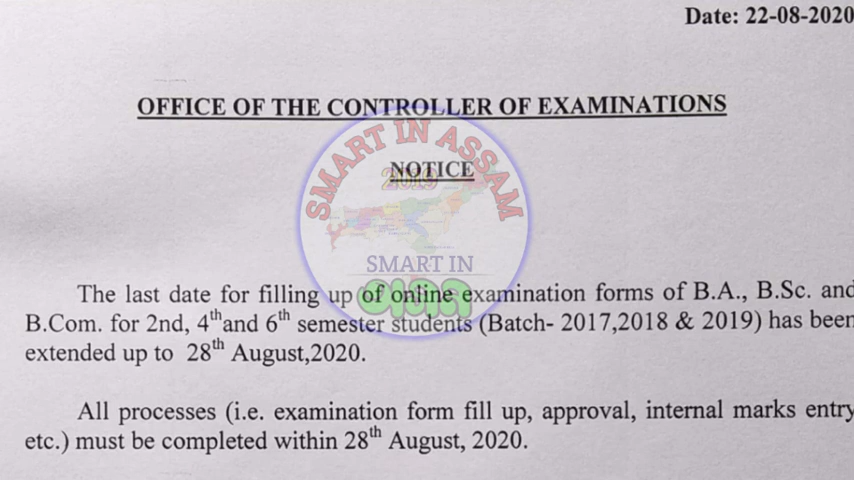 Date: 22-08-2020
OFFICE OF THE CONTROLLER OF EXAMINATIONS
NOTICE
SMART IN ASSAM
2019
SMART IN
অসম
The last date for filling up of online examination forms of B.A., B.Sc. and
B.Com. for 2nd, 4th and 6th semester students (Batch- 2017,2018 & 2019) has been
extended up to 28th August,2020.
All processes (i.e. examination form fill up, approval, internal marks entry
etc.) must be completed within 28th August, 2020.